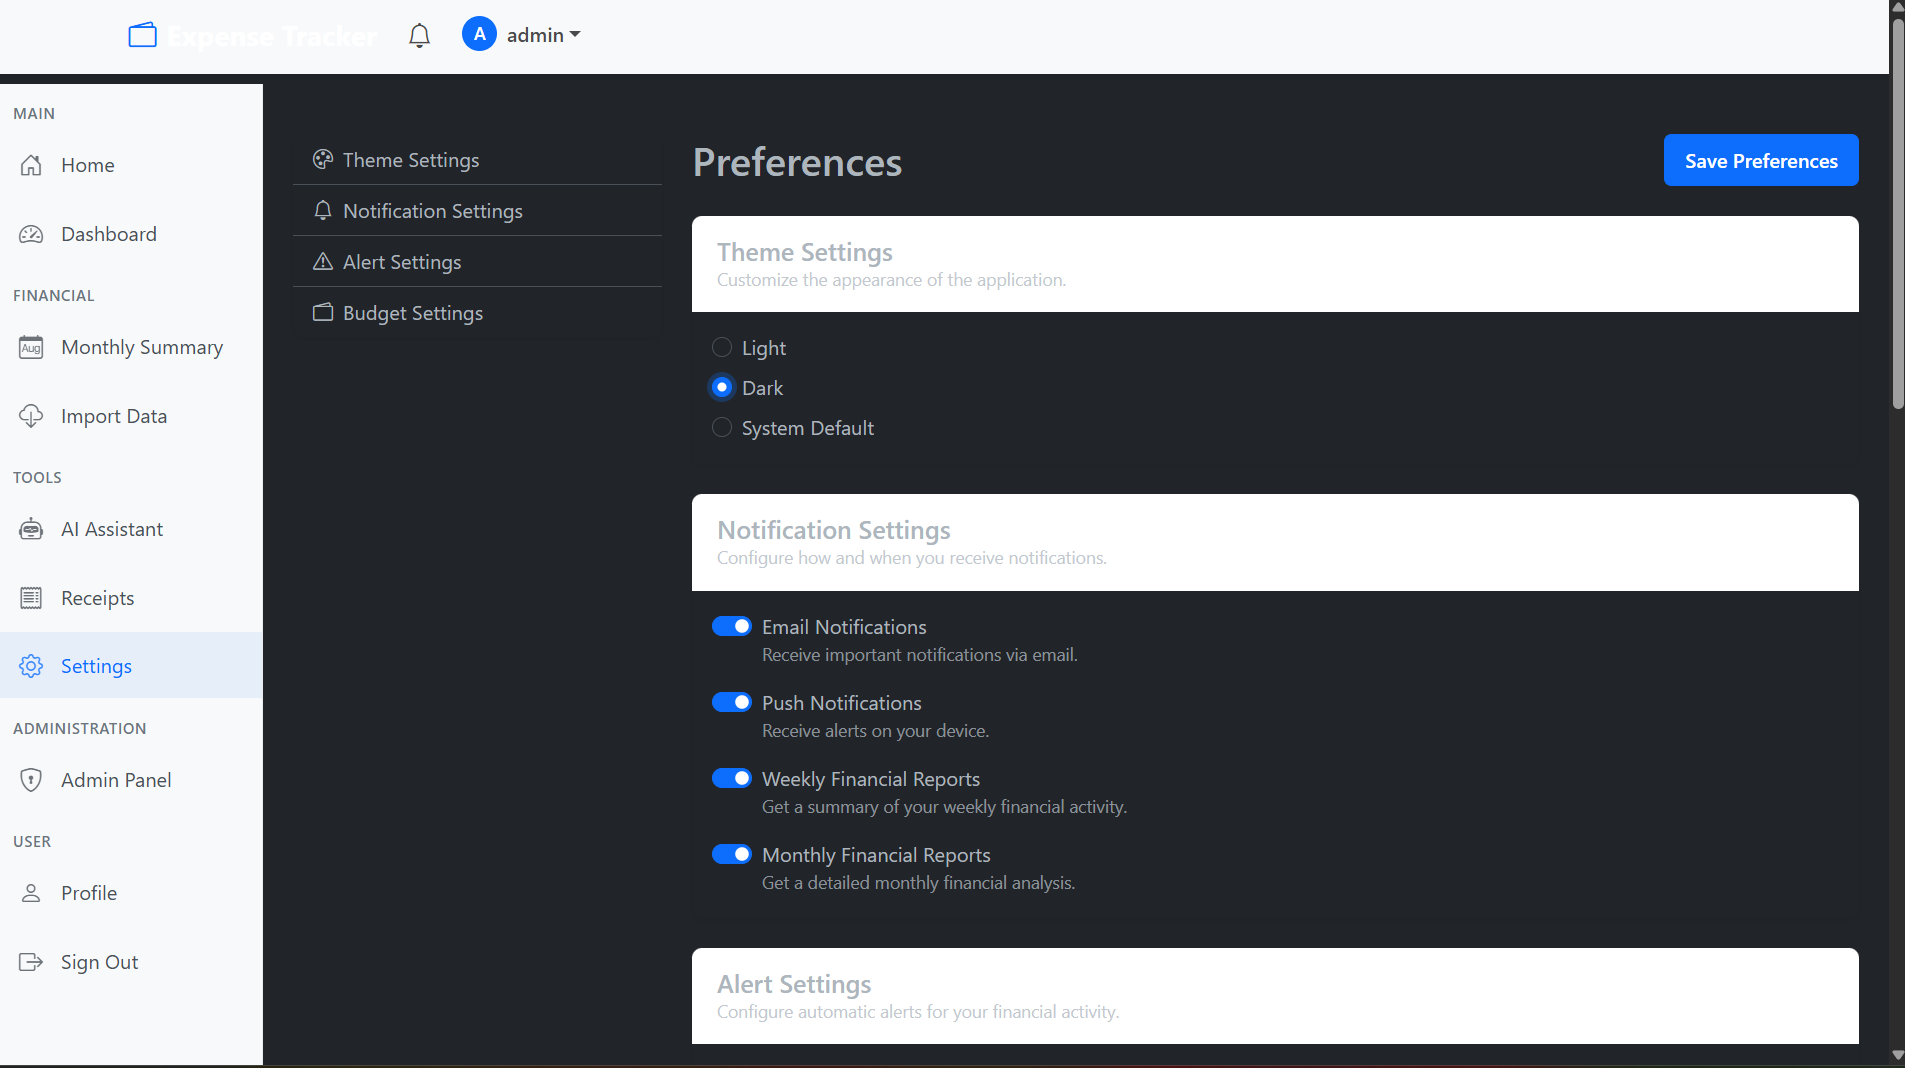 Expense Tracker
A
admin
MAIN
Home
Dashboard
FINANCIAL
Aug
Monthly Summary
Import Data
TOOLS
AI Assistant
Receipts
Settings
ADMINISTRATION
Admin Panel
USER
Profile
Sign Out
Theme Settings
Notification Settings
Alert Settings
Budget Settings
Preferences
Save Preferences
Theme Settings
Customize the appearance of the application.
Light
Dark
System Default
Notification Settings
Configure how and when you receive notifications.
Email Notifications
Receive important notifications via email.
Push Notifications
Receive alerts on your device.
Weekly Financial Reports
Get a summary of your weekly financial activity.
Monthly Financial Reports
Get a detailed monthly financial analysis.
Alert Settings
Configure automatic alerts for your financial activity.